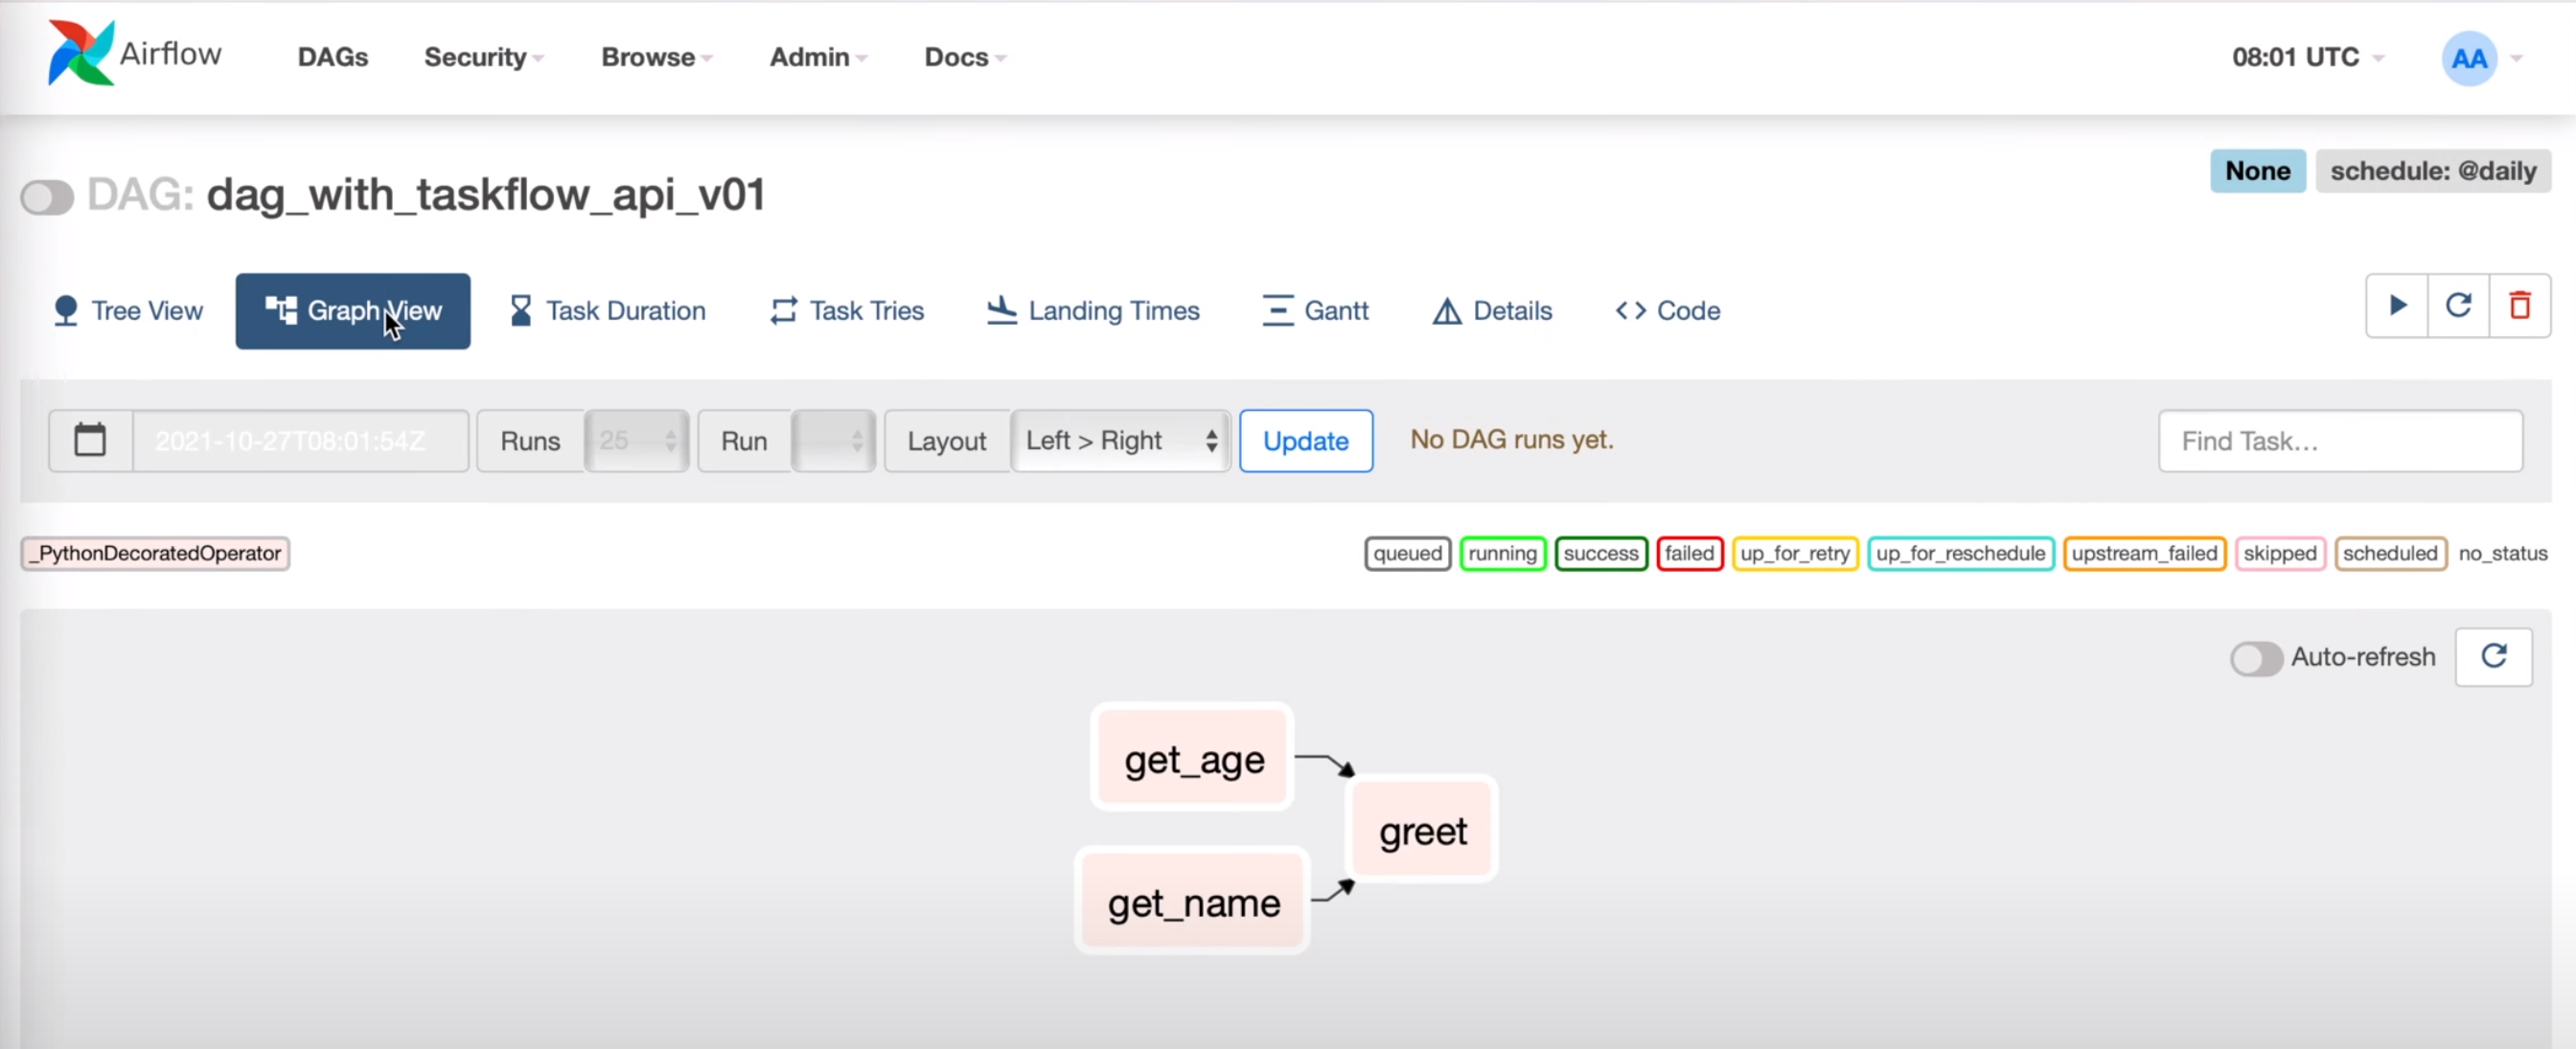 Airflow DAGs Security Browse Admin Docs 08:01 UTC AA
None schedule: @daily
DAG: dag_with_taskflow_api_v01
Tree View Graph View Task Duration Task Tries Landing Times Gantt Details <> Code
2021-10-27T08:01:54Z Runs 25 Run Layout Left > Right Update No DAG runs yet. Find Task...
_PythonDecoratedOperator queued running success failed up_for_retry up_for_reschedule upstream_failed skipped scheduled no_status
Auto-refresh
get_age
greet
get_name